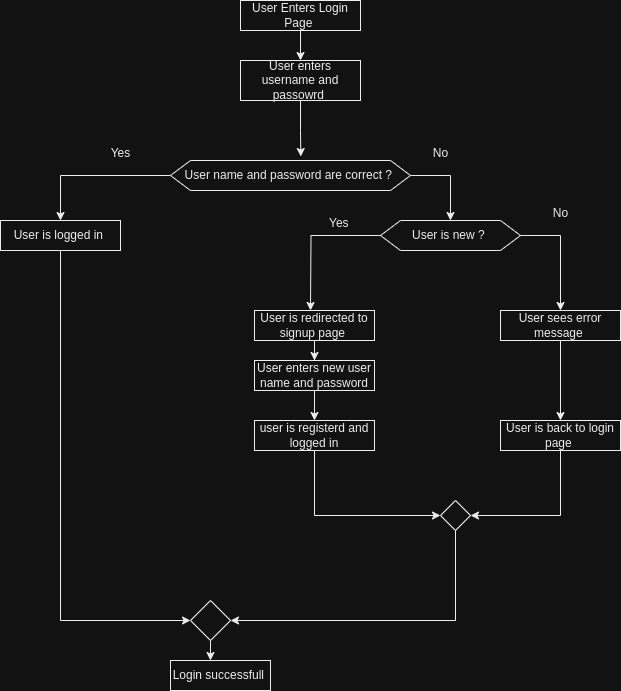 User Enters Login
Page
User enters
username and
passowrd
Yes
No
User name and password are correct ?
User is logged in
Yes
No
User is new ?
User is redirected to
signup page
User sees error
message
User enters new user
name and password
user is registerd and
logged in
User is back to login
page
Login successfull